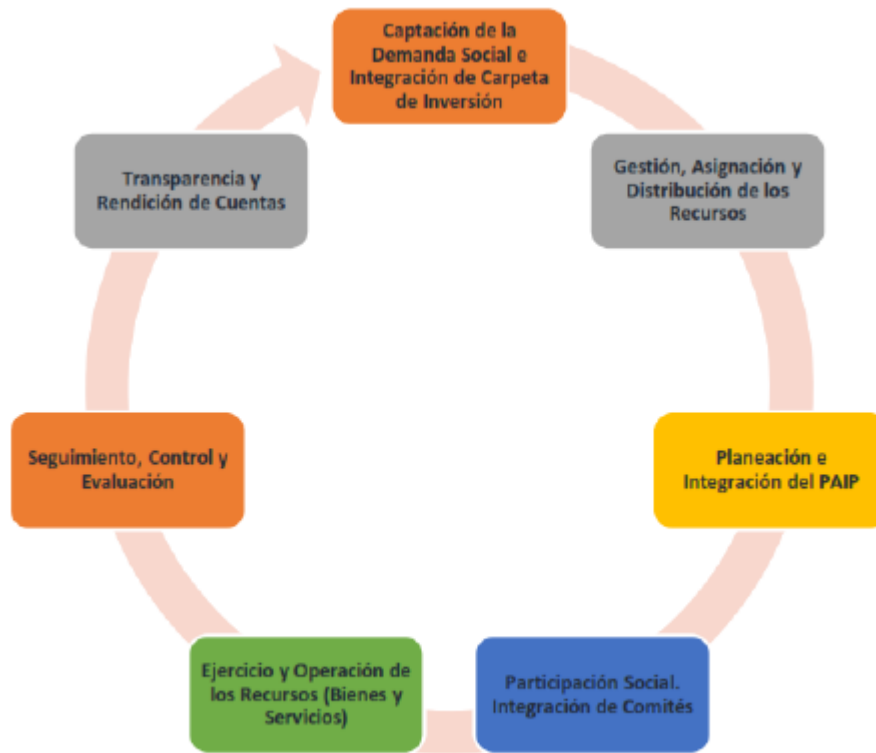 Captación de la
Demanda Social e
Integración de Carpeta
de Inversión
Gestión, Asignación y
Distribución de los
Recursos
Planeación e
Integración del PAIP
Participación Social.
Integración de Comités
Ejercicio y Operación de
los Recursos (Bienes y
Servicios)
Seguimiento, Control y
Evaluación
Transparencia y
Rendición de Cuentas